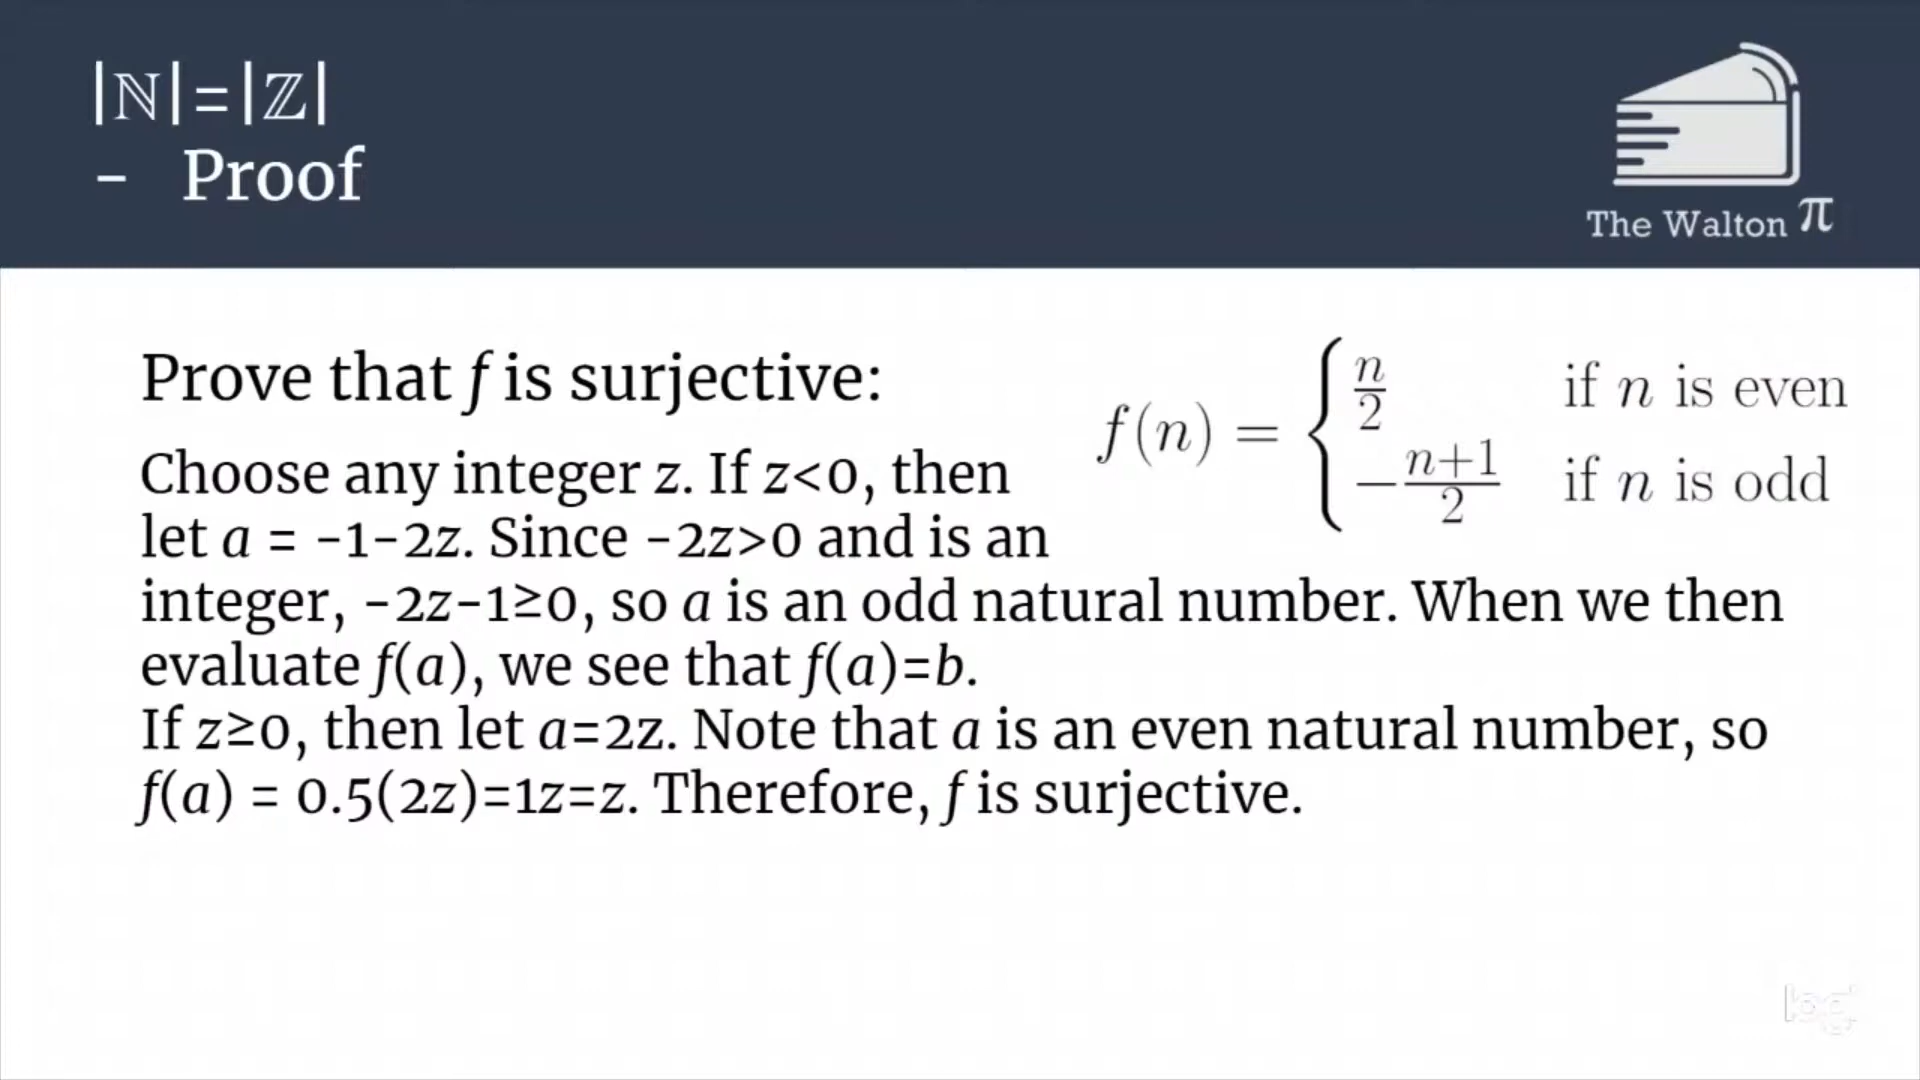 |ℕ|=|ℤ|
- Proof
The Walton π
Prove that f is surjective:
f(n) = { n/2 if n is even
-(n+1)/2 if n is odd
Choose any integer z. If z<0, then
let a = -1-2z. Since -2z>0 and is an
integer, -2z-1≥0, so a is an odd natural number. When we then
evaluate f(a), we see that f(a)=b.
If z≥0, then let a=2z. Note that a is an even natural number, so
f(a) = 0.5(2z)=1z=z. Therefore, f is surjective.
logi